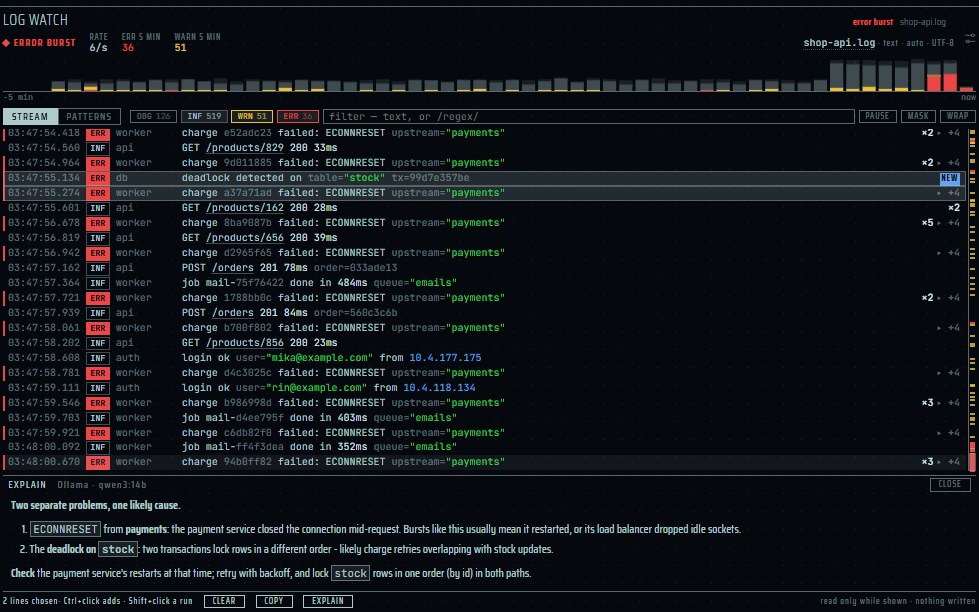 LOG WATCH
error burst shop-api.log
◆ ERROR BURST
RATE 6/s
ERR 5 MIN 36
WARN 5 MIN 51
shop-api.log · text · auto · UTF-8
-5 min now
STREAM PATTERNS DBG 126 INF 519 WRN 51 ERR 36 filter — text, or /regex/ PAUSE MASK WRAP
03:47:54.418 ERR worker charge e52adc23 failed: ECONNRESET upstream="payments" ×2 ▸ +4
03:47:54.560 INF api GET /products/829 200 33ms
03:47:54.964 ERR worker charge 9d011885 failed: ECONNRESET upstream="payments" ×2 ▸ +4
03:47:55.134 ERR db deadlock detected on table="stock" tx=99d7e357be NEW
03:47:55.274 ERR worker charge a37a71ad failed: ECONNRESET upstream="payments" ▸ +4
03:47:55.601 INF api GET /products/162 200 28ms ×2
03:47:56.678 ERR worker charge 8ba9087b failed: ECONNRESET upstream="payments" ×5 ▸ +4
03:47:56.819 INF api GET /products/656 200 39ms
03:47:56.942 ERR worker charge d2965f65 failed: ECONNRESET upstream="payments" ▸ +4
03:47:57.162 INF api POST /orders 201 78ms order=033ade13
03:47:57.364 INF worker job mail-75f76422 done in 484ms queue="emails"
03:47:57.721 ERR worker charge 1788bb0c failed: ECONNRESET upstream="payments" ×2 ▸ +4
03:47:57.939 INF api POST /orders 201 84ms order=560c3c6b
03:47:58.061 ERR worker charge b700f802 failed: ECONNRESET upstream="payments" ▸ +4
03:47:58.202 INF api GET /products/856 200 23ms
03:47:58.608 INF auth login ok user="mika@example.com" from 10.4.177.175
03:47:58.781 ERR worker charge d4c3025c failed: ECONNRESET upstream="payments" ▸ +4
03:47:59.111 INF auth login ok user="rin@example.com" from 10.4.118.134
03:47:59.546 ERR worker charge b986998d failed: ECONNRESET upstream="payments" ×3 ▸ +4
03:47:59.703 INF worker job mail-d4ee795f done in 403ms queue="emails"
03:47:59.921 ERR worker charge c6db82f0 failed: ECONNRESET upstream="payments" ▸ +4
03:48:00.092 INF worker job mail-ff4f3dea done in 352ms queue="emails"
03:48:00.670 ERR worker charge 94b0ff82 failed: ECONNRESET upstream="payments" ×3 ▸ +4
EXPLAIN Ollama · qwen3:14b CLOSE
Two separate problems, one likely cause.
1. ECONNRESET from payments: the payment service closed the connection mid-request. Bursts like this usually mean it restarted, or its load balancer dropped idle sockets.
2. The deadlock on stock: two transactions lock rows in a different order - likely charge retries overlapping with stock updates.
Check the payment service's restarts at that time; retry with backoff, and lock stock rows in one order (by id) in both paths.
2 lines chosen· Ctrl+click adds · Shift+click a run CLEAR COPY EXPLAIN read only while shown · nothing written